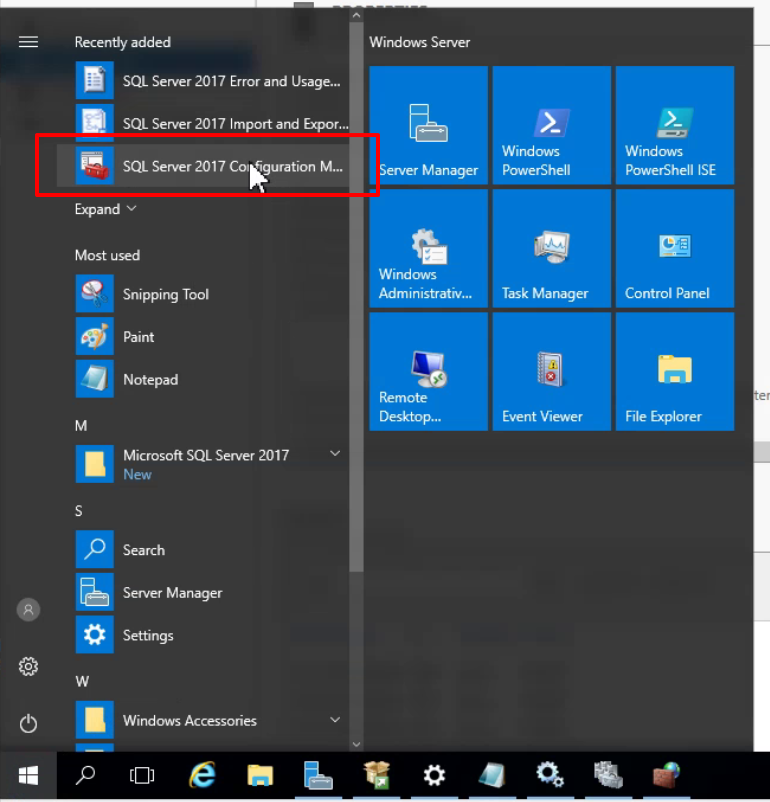 PROPERTIES
Recently added
Windows Server
SQL Server 2017 Error and Usage...
SQL Server 2017 Import and Expor...
SQL Server 2017 Configuration M...
Expand
Most used
Snipping Tool
Paint
Notepad
M
Microsoft SQL Server 2017
New
S
Search
Server Manager
Settings
W
Windows Accessories
Server Manager
Windows
PowerShell
Windows
PowerShell ISE
Windows
Administrativ...
Task Manager
Control Panel
Remote
Desktop...
Event Viewer
File Explorer